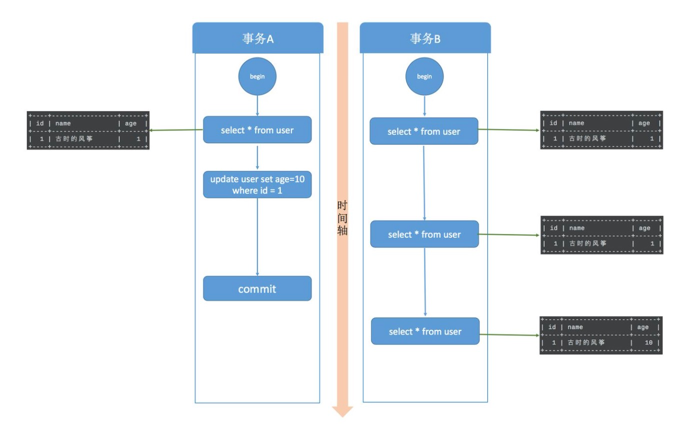 事务A
事务B
begin
begin
+----+------------------+------+
| id | name             | age  |
+----+------------------+------+
|  1 | 古时的风筝       |    1 |
+----+------------------+------+
select * from user
select * from user
+----+------------------+------+
| id | name             | age  |
+----+------------------+------+
|  1 | 古时的风筝       |    1 |
+----+------------------+------+
update user set age=10
where id = 1
时
间
轴
select * from user
+----+------------------+------+
| id | name             | age  |
+----+------------------+------+
|  1 | 古时的风筝       |    1 |
+----+------------------+------+
commit
select * from user
+----+------------------+------+
| id | name             | age  |
+----+------------------+------+
|  1 | 古时的风筝       |   10 |
+----+------------------+------+